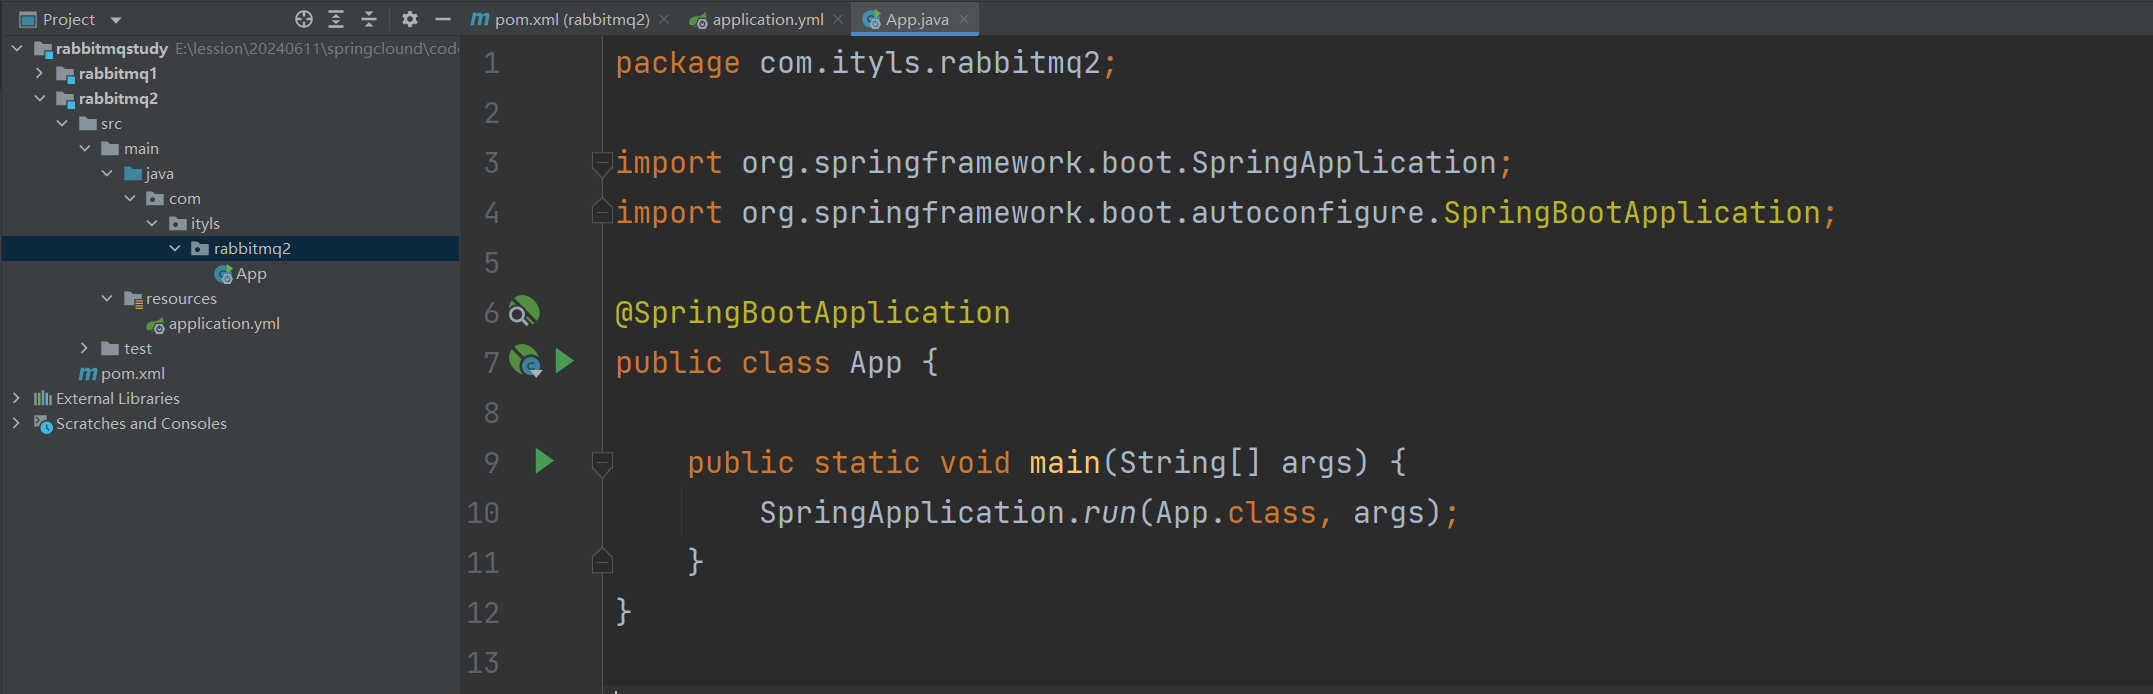 Project
pom.xml (rabbitmq2)
application.yml
App.java
rabbitmqstudy E:\lession\20240611\springclound\code
rabbitmq1
rabbitmq2
src
main
java
com
ityls
rabbitmq2
App
resources
application.yml
test
pom.xml
External Libraries
Scratches and Consoles
1 package com.ityls.rabbitmq2;
2
3 import org.springframework.boot.SpringApplication;
4 import org.springframework.boot.autoconfigure.SpringBootApplication;
5
6 @SpringBootApplication
7 public class App {
8
9 public static void main(String[] args) {
10 SpringApplication.run(App.class, args);
11 }
12 }
13